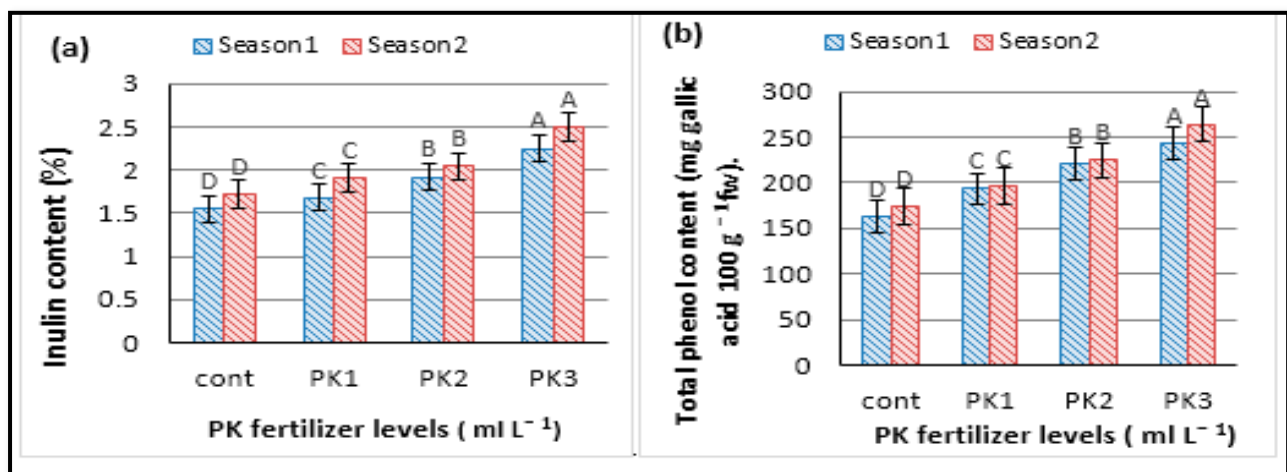 (a) Season1 Season2
Inulin content (%)
3
2.5
2
1.5
1
0.5
0
D D C C B B A A
cont PK1 PK2 PK3
PK fertilizer levels ( ml L⁻ ¹)
(b) Season1 Season2
Total phenol content (mg gallic
acid 100 g ⁻ ¹fw).
300
250
200
150
100
50
0
D D C C B B A A
cont PK1 PK2 PK3
PK fertilizer levels ( ml L⁻ ¹)